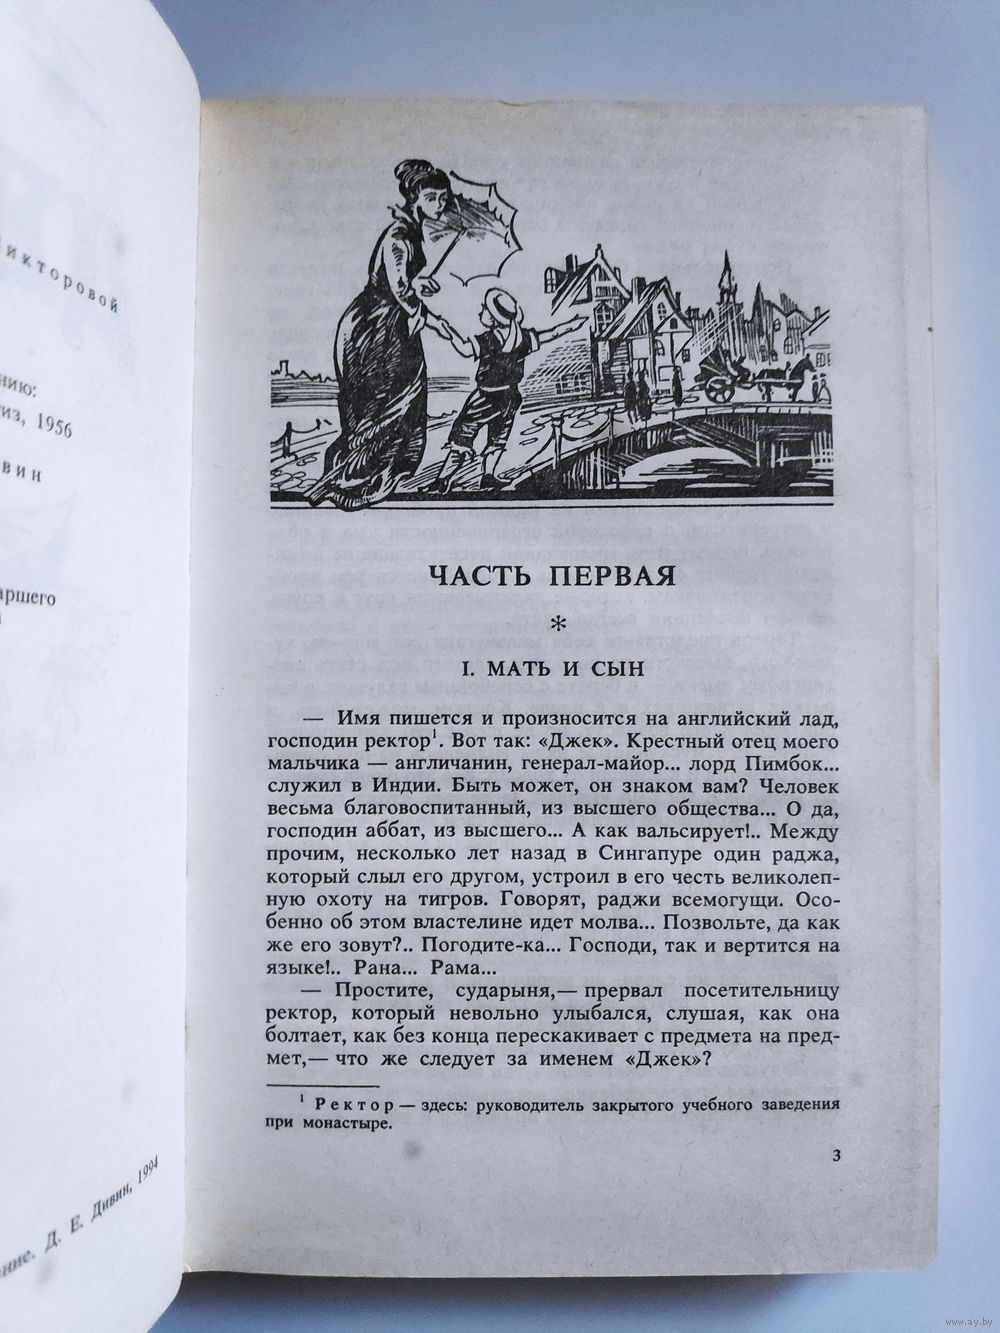 икторовой
нию:
из, 1956
вин
аршего
ние. Д. Е. Дивин, 1994
ЧАСТЬ ПЕРВАЯ
*
I. МАТЬ И СЫН
— Имя пишется и произносится на английский лад,
господин ректор¹. Вот так: «Джек». Крестный отец моего
мальчика — англичанин, генерал-майор... лорд Пимбок...
служил в Индии. Быть может, он знаком вам? Человек
весьма благовоспитанный, из высшего общества... О да,
господин аббат, из высшего... А как вальсирует!.. Между
прочим, несколько лет назад в Сингапуре один раджа,
который слыл его другом, устроил в его честь великолеп-
ную охоту на тигров. Говорят, раджи всемогущи. Осо-
бенно об этом властелине идет молва... Позвольте, да как
же его зовут?.. Погодите-ка... Господи, так и вертится на
языке!.. Рана... Рама...
— Простите, сударыня,— прервал посетительницу
ректор, который невольно улыбался, слушая, как она
болтает, как без конца перескакивает с предмета на пред-
мет,— что же следует за именем «Джек»?
¹ Ректор — здесь: руководитель закрытого учебного заведения
при монастыре.
3
www.ay.by